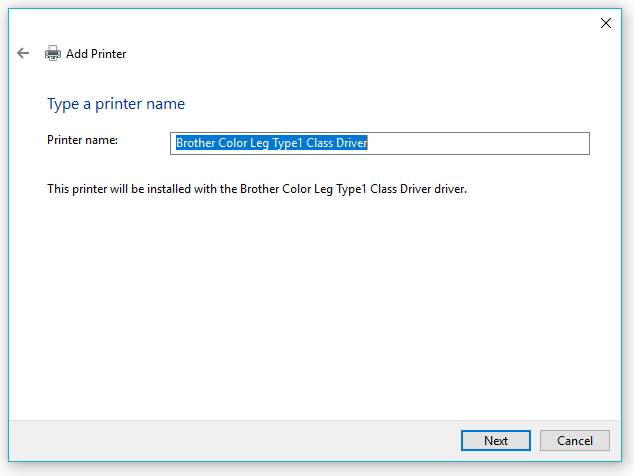 Add Printer
Type a printer name
Printer name:
Brother Color Leg Type1 Class Driver
This printer will be installed with the Brother Color Leg Type1 Class Driver driver.
Next
Cancel